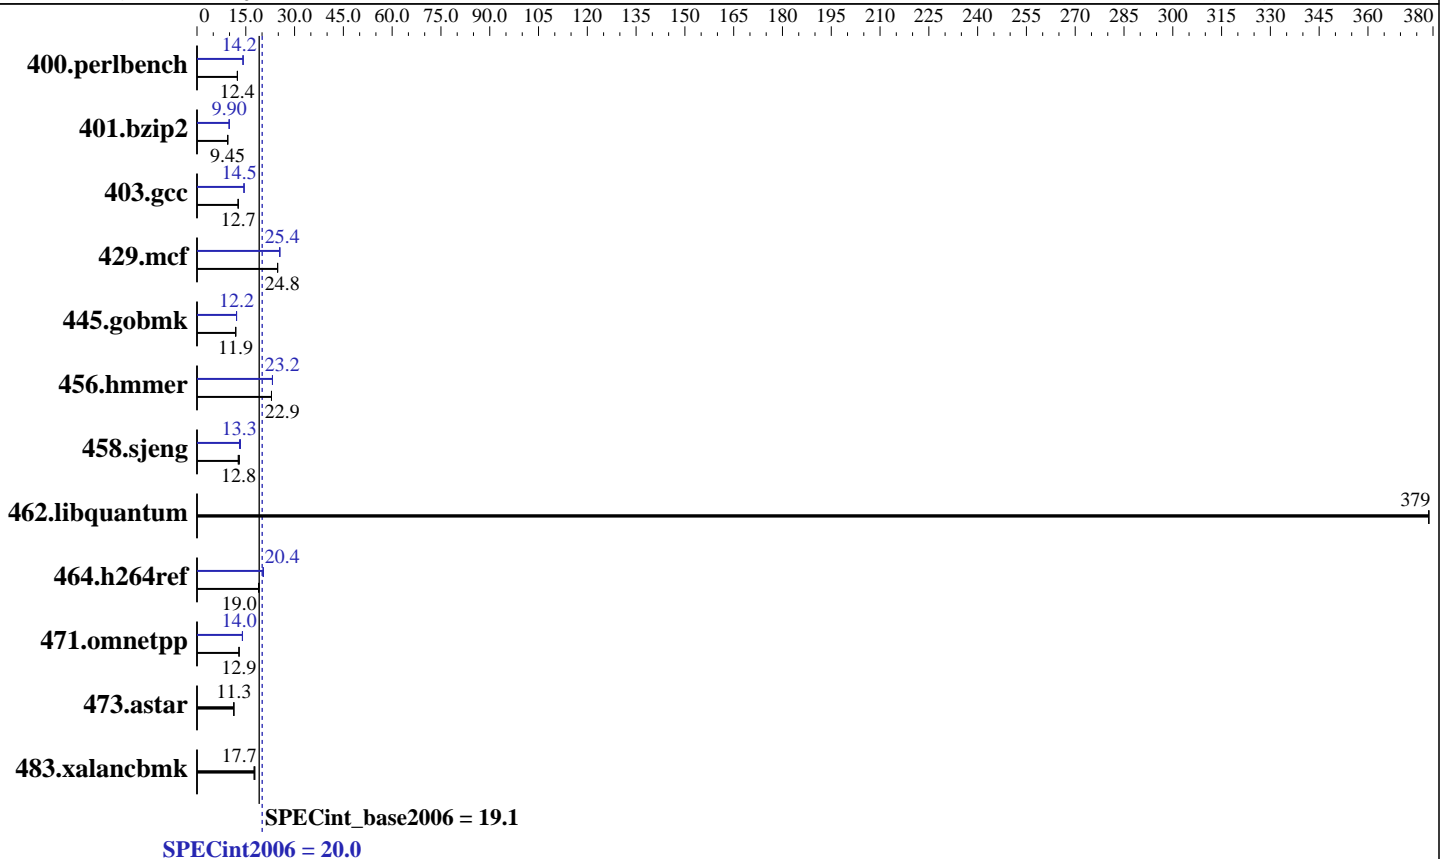 0 15.0 30.0 45.0 60.0 75.0 90.0 105 120 135 150 165 180 195 210 225 240 255 270 285 300 315 330 345 360 380
14.2
400.perlbench
12.4
9.90
401.bzip2
9.45
14.5
403.gcc
12.7
25.4
429.mcf
24.8
12.2
445.gobmk
11.9
23.2
456.hmmer
22.9
13.3
458.sjeng
12.8
379
462.libquantum
20.4
464.h264ref
19.0
14.0
471.omnetpp
12.9
11.3
473.astar
17.7
483.xalancbmk
SPECint_base2006 = 19.1
SPECint2006 = 20.0